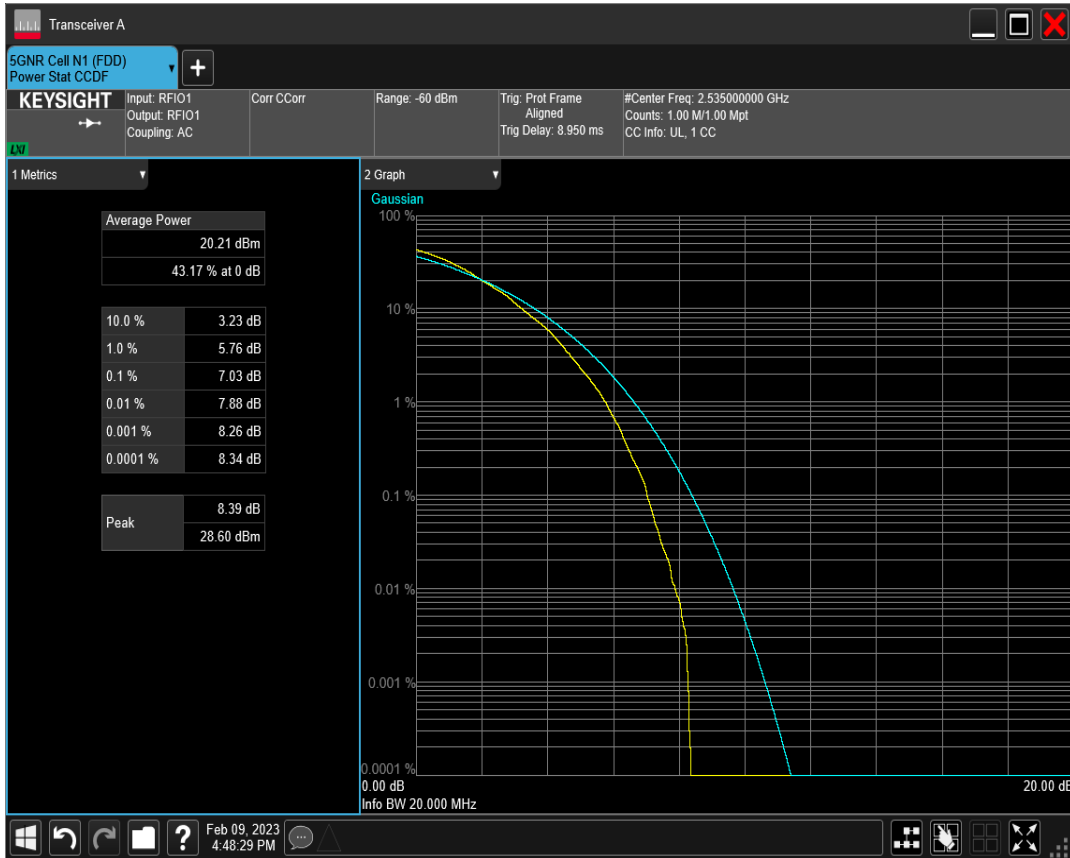 Transceiver A
5GNR Cell N1 (FDD)
Power Stat CCDF
+
KEYSIGHT
LXI
Input: RFIO1
Output: RFIO1
Coupling: AC
Corr CCorr
Range: -60 dBm
Trig: Prot Frame
Aligned
Trig Delay: 8.950 ms
#Center Freq: 2.535000000 GHz
Counts: 1.00 M/1.00 Mpt
CC Info: UL, 1 CC
1 Metrics
Average Power
20.21 dBm
43.17 % at 0 dB
10.0 % 3.23 dB
1.0 % 5.76 dB
0.1 % 7.03 dB
0.01 % 7.88 dB
0.001 % 8.26 dB
0.0001 % 8.34 dB
Peak
8.39 dB
28.60 dBm
2 Graph
Gaussian
100 %
10 %
1 %
0.1 %
0.01 %
0.001 %
0.0001 %
0.00 dB 20.00 dB
Info BW 20.000 MHz
?
Feb 09, 2023
4:48:29 PM